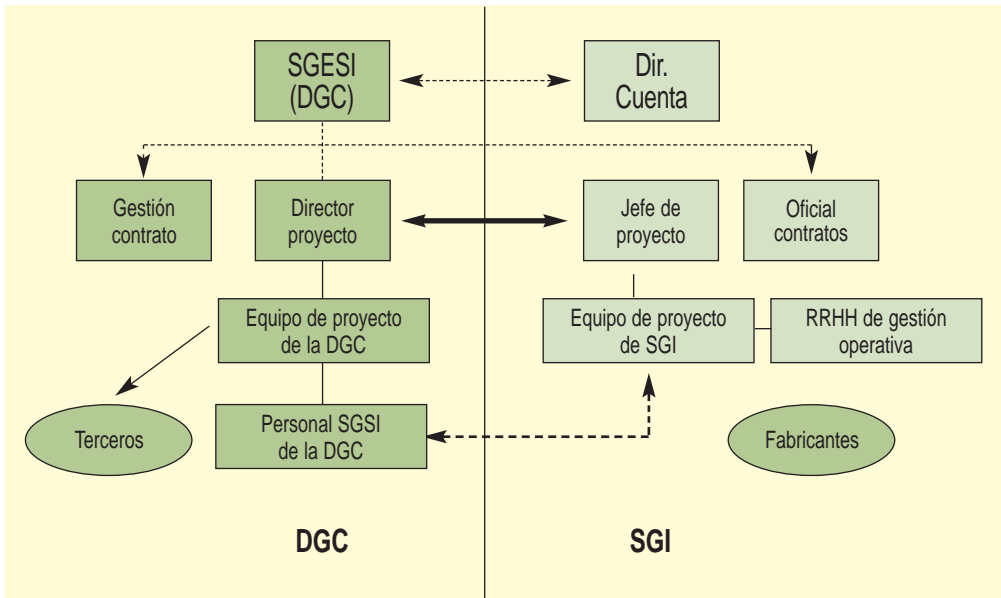 SGESI
(DGC)
Dir.
Cuenta
Gestión
contrato
Director
proyecto
Jefe de
proyecto
Oficial
contratos
Equipo de proyecto
de la DGC
Equipo de proyecto
de SGI
RRHH de gestión
operativa
Terceros
Personal SGSI
de la DGC
Fabricantes
DGC
SGI